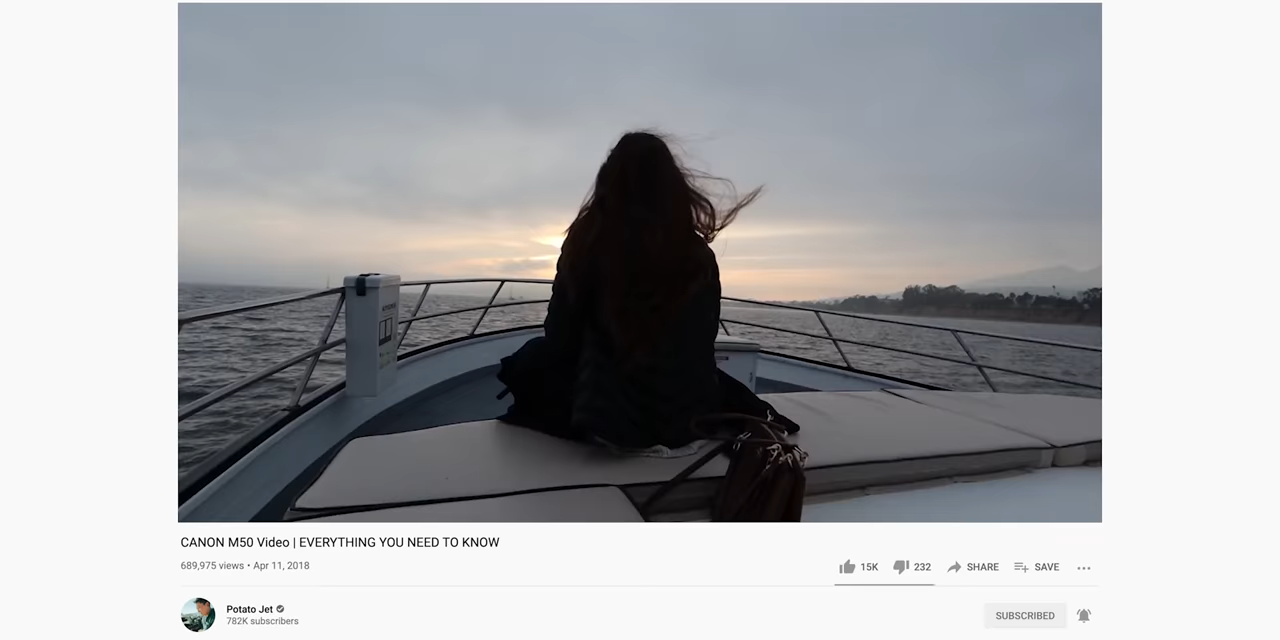 CANON M50 Video | EVERYTHING YOU NEED TO KNOW
689,975 views • Apr 11, 2018
15K 232 SHARE SAVE
Potato Jet
782K subscribers
SUBSCRIBED